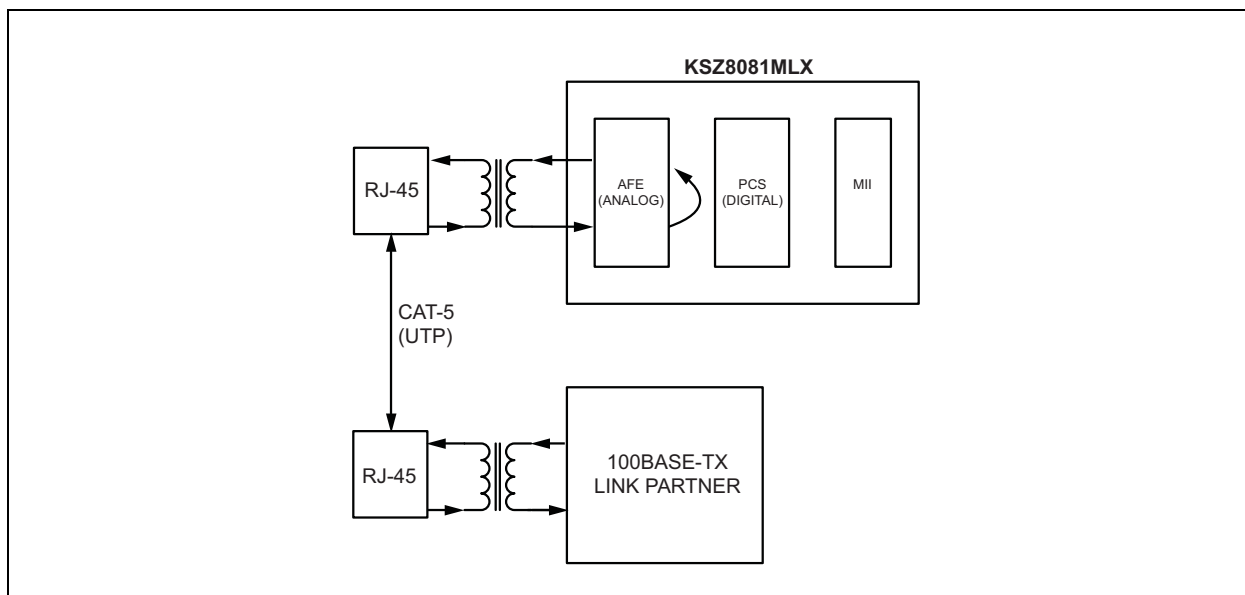 KSZ8081MLX
RJ-45
AFE
(ANALOG)
PCS
(DIGITAL)
MII
CAT-5
(UTP)
RJ-45
100BASE-TX
LINK PARTNER